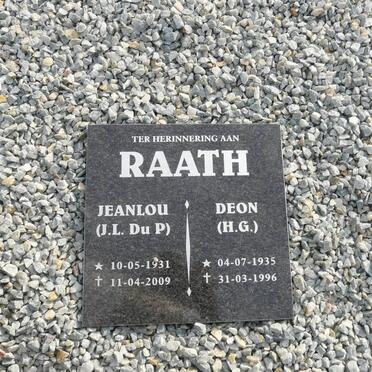 TER HERINNERING AAN
RAATH
JEANLOU
(J.L. Du P)
★ 10-05-1931
✝ 11-04-2009
DEON
(H.G.)
★ 04-07-1935
✝ 31-03-1996